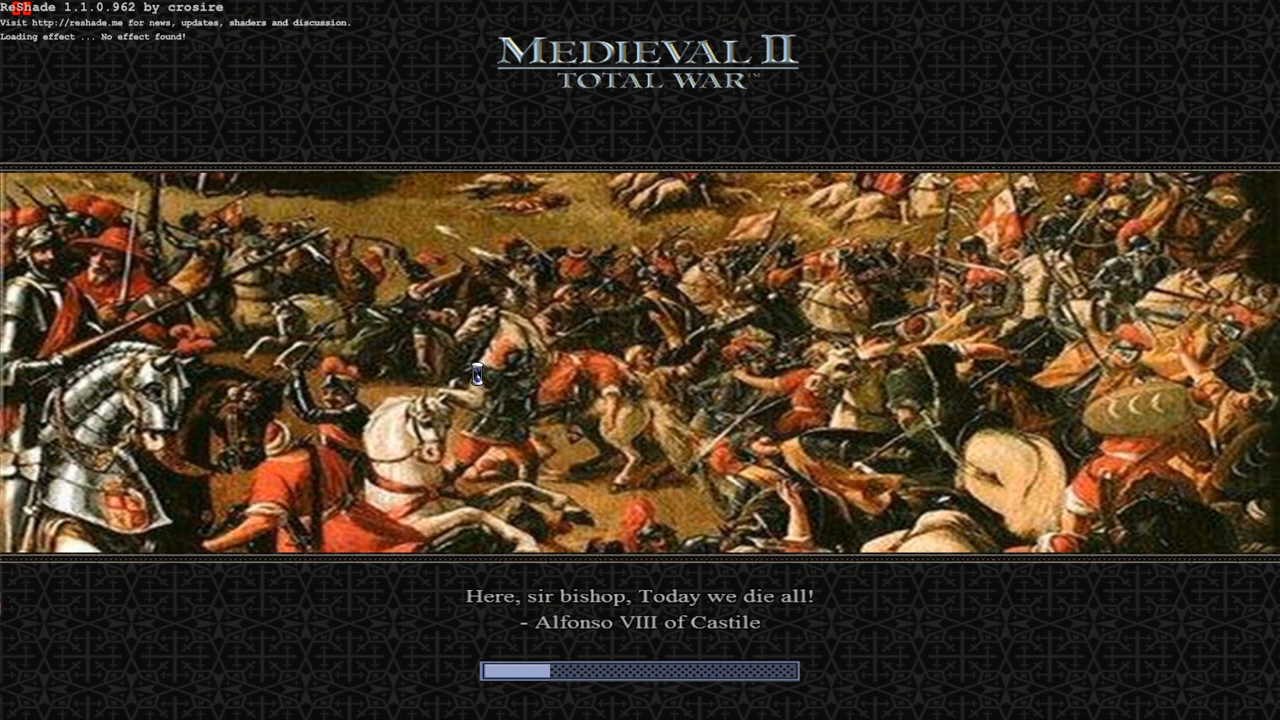 ReShade 1.1.0.962 by crosire
Visit http://reshade.me for news, updates, shaders and discussion.
Loading effect ... No effect found!
MEDIEVAL II
TOTAL WAR™
Here, sir bishop, Today we die all!
- Alfonso VIII of Castile